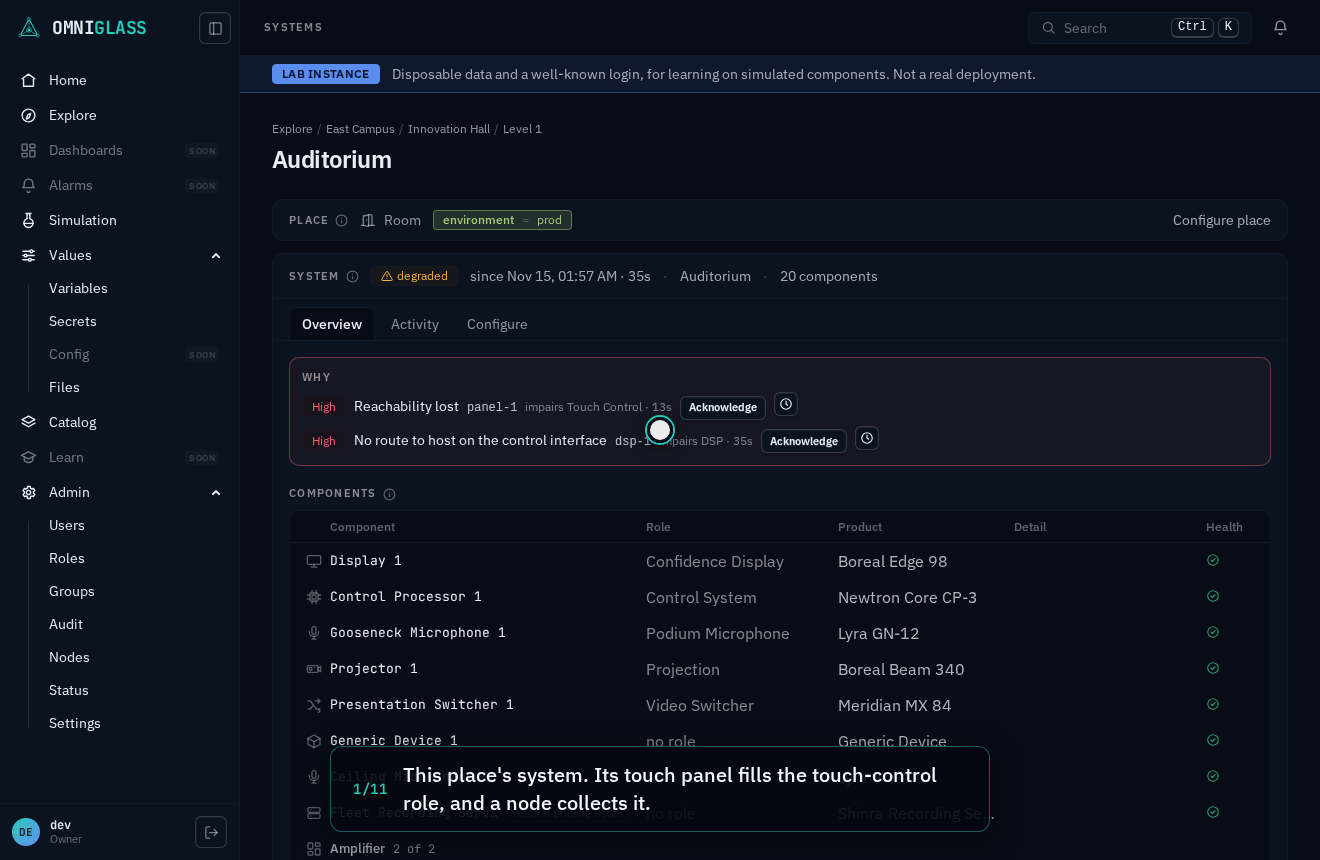 OMNIGLASS
SYSTEMS
Search
Ctrl K
Home
Explore
Dashboards SOON
Alarms SOON
Simulation
Values
Variables
Secrets
Config SOON
Files
Catalog
Learn SOON
Admin
Users
Roles
Groups
Audit
Nodes
Status
Settings
DE dev
Owner
LAB INSTANCE Disposable data and a well-known login, for learning on simulated components. Not a real deployment.
Explore / East Campus / Innovation Hall / Level 1
Auditorium
PLACE Room environment = prod Configure place
SYSTEM degraded since Nov 15, 01:57 AM · 35s · Auditorium · 20 components
Overview Activity Configure
WHY
High Reachability lost panel-1 impairs Touch Control · 13s Acknowledge
High No route to host on the control interface dsp-1 DSP · 35s Acknowledge
COMPONENTS
Component Role Product Detail Health
Display 1 Confidence Display Boreal Edge 98
Control Processor 1 Control System Newtron Core CP-3
Gooseneck Microphone 1 Podium Microphone Lyra GN-12
Projector 1 Projection Boreal Beam 340
Presentation Switcher 1 Video Switcher Meridian MX 84
Generic Device 1 no role Generic Device
1/11 This place's system. Its touch panel fills the touch-control
role, and a node collects it.
Fleet Recording Serv… no role Shinra Recording Se…
Amplifier 2 of 2